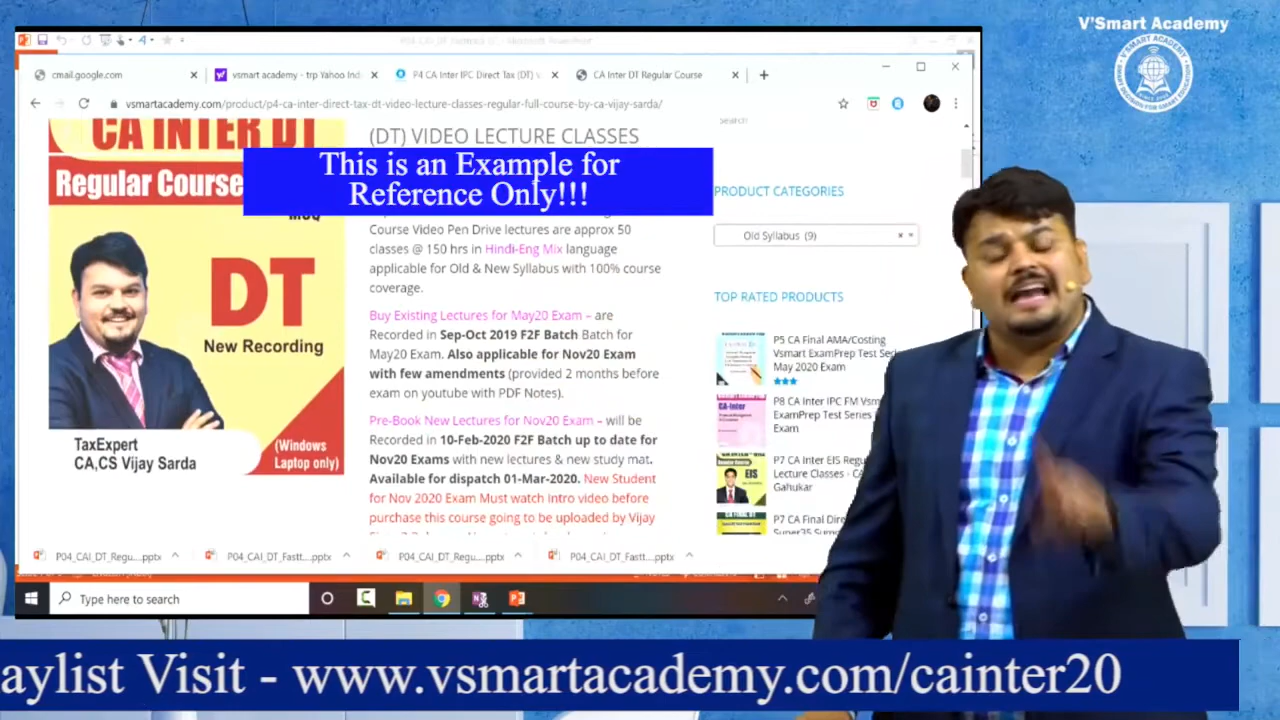 V'Smart Academy
cmail.google.com
vsmart academy - trp Yahoo Ind
P4 CA Inter IPC Direct Tax (DT) v
CA Inter DT Regular Course
vsmartacademy.com/product/p4-ca-inter-direct-tax-dt-video-lecture-classes-regular-full-course-by-ca-vijay-sarda/
CA INTER DT
Regular Course
MCQ
DT
New Recording
TaxExpert
CA,CS Vijay Sarda
(Windows
Laptop only)
(DT) VIDEO LECTURE CLASSES
This is an Example for
Reference Only!!!
Course Video Pen Drive lectures are approx 50
classes @ 150 hrs in Hindi-Eng Mix language
applicable for Old & New Syllabus with 100% course
coverage.
Buy Existing Lectures for May20 Exam – are
Recorded in Sep-Oct 2019 F2F Batch Batch for
May20 Exam. Also applicable for Nov20 Exam
with few amendments (provided 2 months before
exam on youtube with PDF Notes).
Pre-Book New Lectures for Nov20 Exam – will be
Recorded in 10-Feb-2020 F2F Batch up to date for
Nov20 Exams with new lectures & new study mat.
Available for dispatch 01-Mar-2020. New Student
for Nov 2020 Exam Must watch Intro video before
purchase this course going to be uploaded by Vijay
Search
PRODUCT CATEGORIES
Old Syllabus (9)
TOP RATED PRODUCTS
P5 CA Final AMA/Costing
Vsmart ExamPrep Test Seri
May 2020 Exam
P8 CA Inter IPC FM Vsm
ExamPrep Test Series
Exam
P7 CA Inter EIS Regu
Lecture Classes - CA
Gahukar
P7 CA Final Dire
P04_CAI_DT_Regu....pptx
P04_CAI_DT_Fastt....pptx
P04_CAI_DT_Regu....pptx
P04_CAI_DT_Fastt....pptx
Type here to search
aylist Visit - www.vsmartacademy.com/cainter20